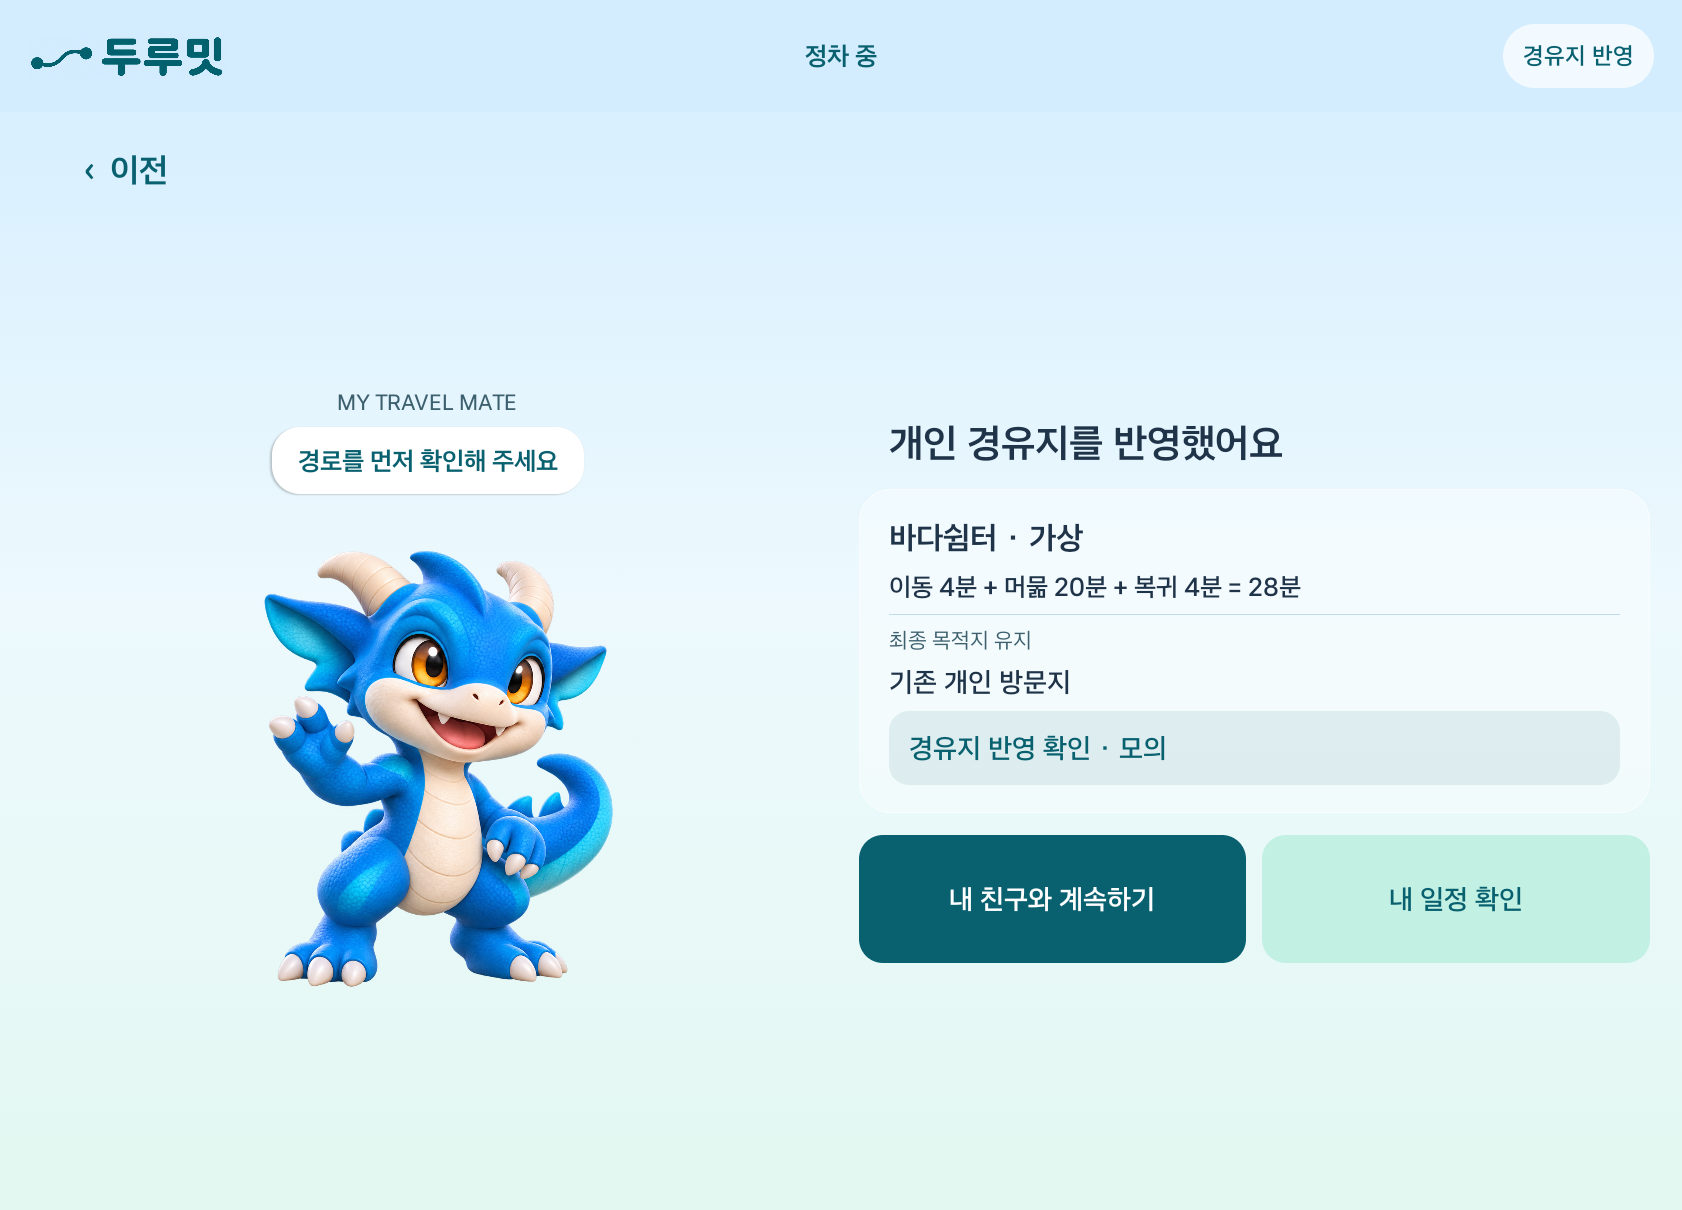 두루밋
정차 중
경유지 반영
‹ 이전
MY TRAVEL MATE
경로를 먼저 확인해 주세요
개인 경유지를 반영했어요
바다쉼터 · 가상
이동 4분 + 머묾 20분 + 복귀 4분 = 28분
최종 목적지 유지
기존 개인 방문지
경유지 반영 확인 · 모의
내 친구와 계속하기
내 일정 확인